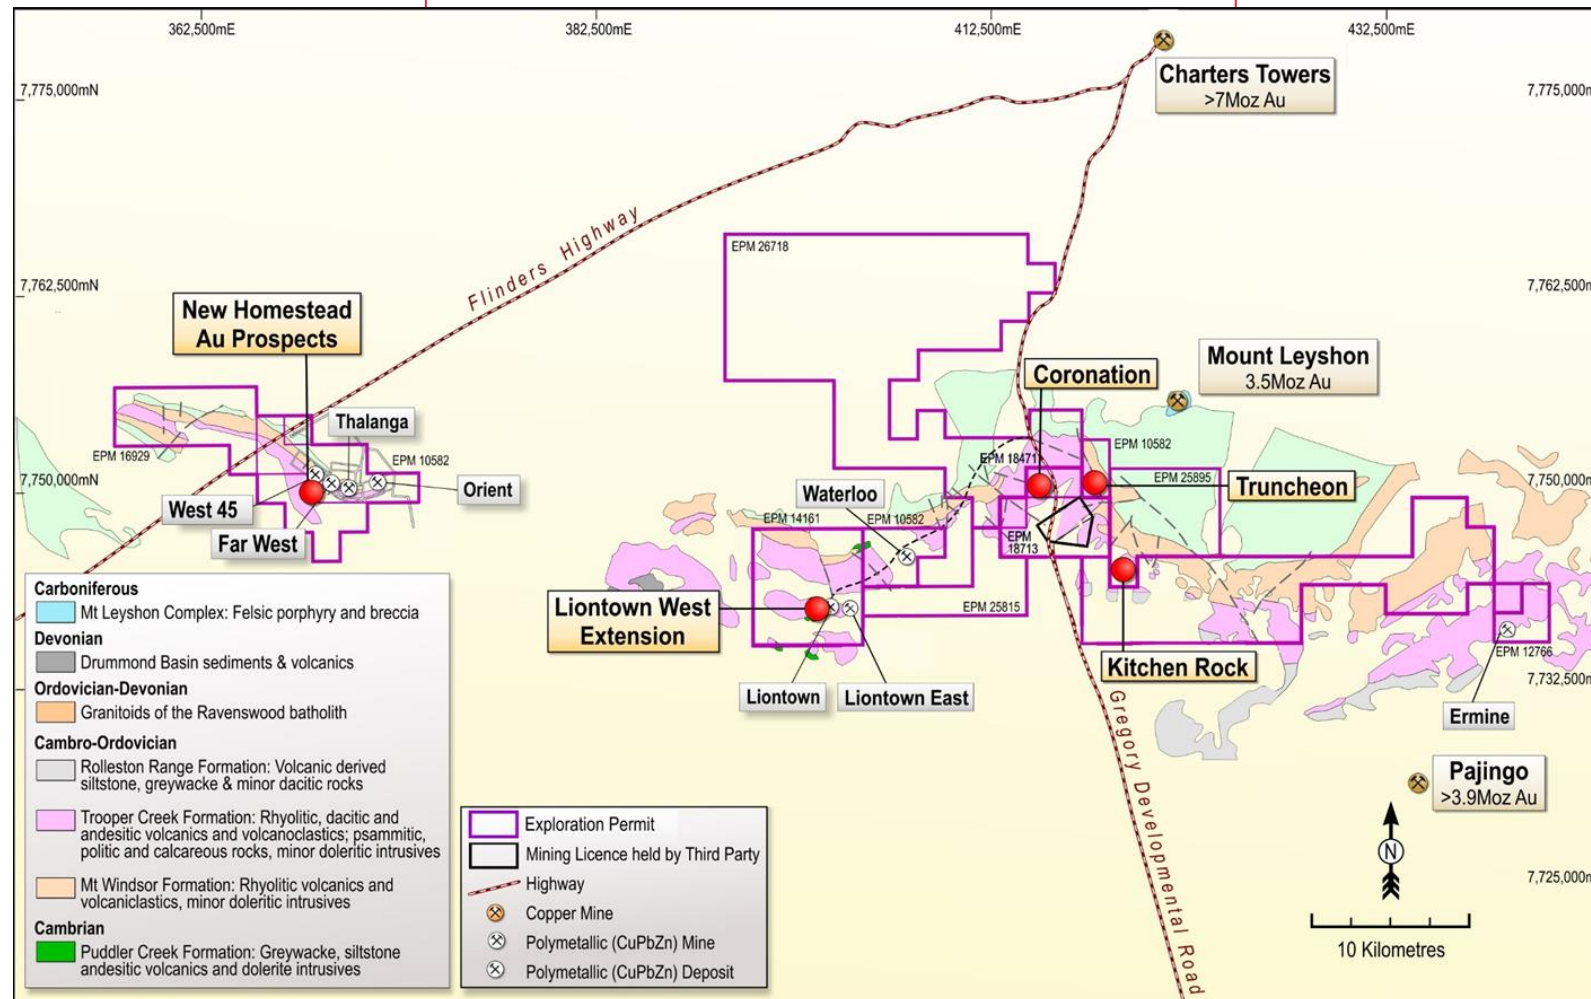 362,500mE
382,500mE
412,500mE
432,500mE
Charters Towers
>7Moz Au
7,775,000mN
7,775,000m
Flinders Highway
EPM 26718
7,762,500mN
7,762,500m
New Homestead
Au Prospects
Mount Leyshon
3.5Moz Au
Coronation
Thalanga
EPM 16929
EPM 10582
EPM 18471
EPM 10582
EPM 25895
7,750,000mN
7,750,000m
Orient
Truncheon
West 45
Waterloo
Far West
EPM 14161
EPM 10582
EPM
18713
EPM 25815
Liontown West
Extension
Kitchen Rock
EPM 12766
7,732,500m
Liontown
Liontown East
Ermine
Gregory Developmental Road
Pajingo
>3.9Moz Au
N
7,725,000m
10 Kilometres
Carboniferous
Mt Leyshon Complex: Felsic porphyry and breccia
Devonian
Drummond Basin sediments & volcanics
Ordovician-Devonian
Granitoids of the Ravenswood batholith
Cambro-Ordovician
Rolleston Range Formation: Volcanic derived
siltstone, greywacke & minor dacitic rocks
Trooper Creek Formation: Rhyolitic, dacitic and
andesitic volcanics and volcanoclastics; psammitic,
politic and calcareous rocks, minor doleritic intrusives
Mt Windsor Formation: Rhyolitic volcanics and
volcaniclastics, minor doleritic intrusives
Cambrian
Puddler Creek Formation: Greywacke, siltstone
andesitic volcanics and dolerite intrusives
Exploration Permit
Mining Licence held by Third Party
Highway
Copper Mine
Polymetallic (CuPbZn) Mine
Polymetallic (CuPbZn) Deposit